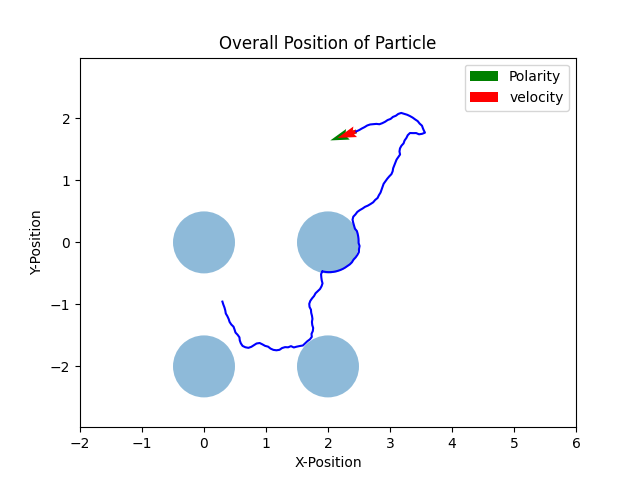 Overall Position of Particle
Polarity
velocity
Y-Position
2
1
0
−1
−2
−2 −1 0 1 2 3 4 5 6
X-Position